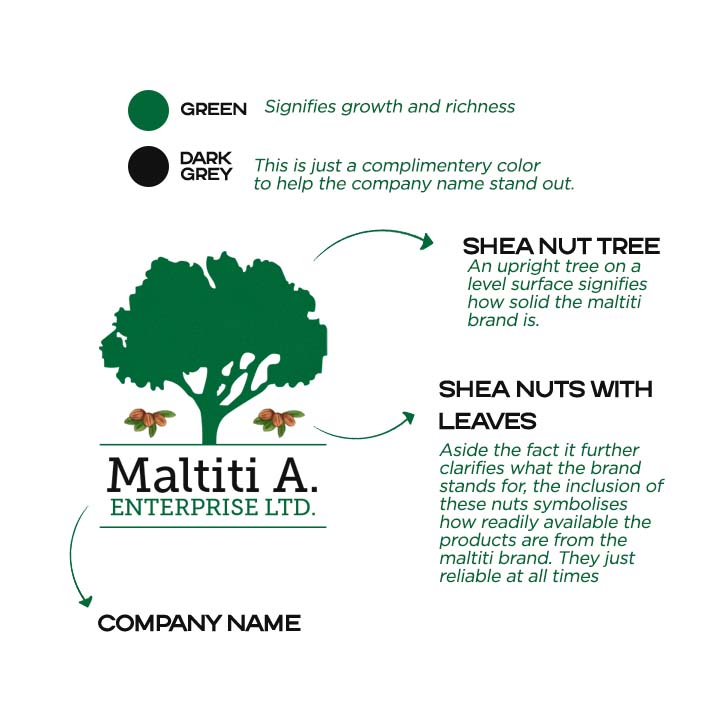 GREEN
Signifies growth and richness
DARK
GREY
This is just a complimentery color
to help the company name stand out.
SHEA NUT TREE
An upright tree on a
level surface signifies
how solid the maltiti
brand is.
SHEA NUTS WITH
LEAVES
Aside the fact it further
clarifies what the brand
stands for, the inclusion of
these nuts symbolises
how readily available the
products are from the
maltiti brand. They just
reliable at all times
Maltiti A.
ENTERPRISE LTD.
COMPANY NAME